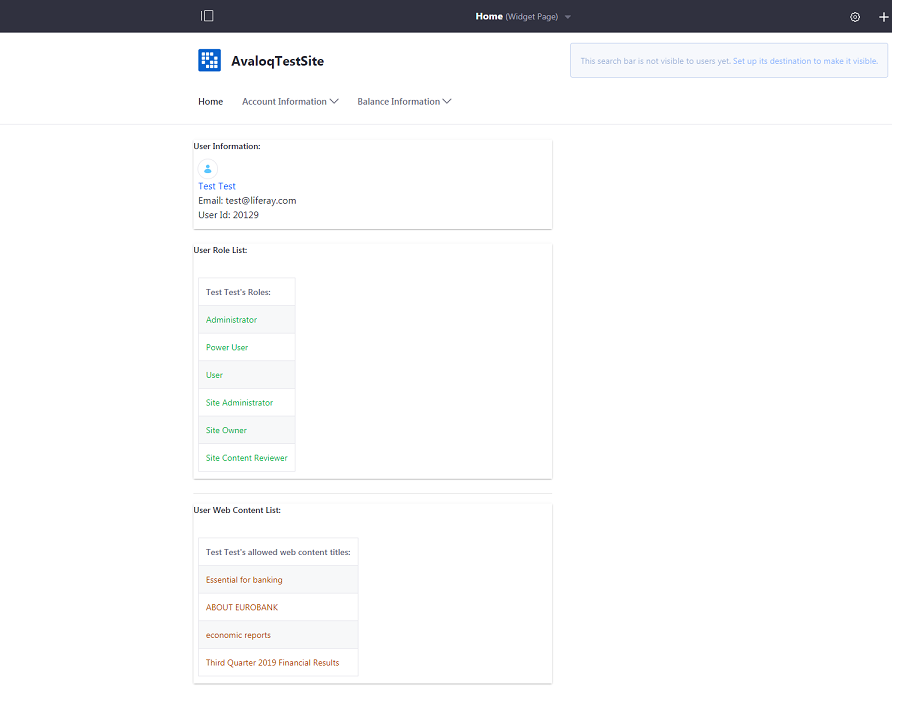 Home (Widget Page)
AvaloqTestSite
This search bar is not visible to users yet. Set up its destination to make it visible.
Home Account Information Balance Information
User Information:
Test Test
Email: test@liferay.com
User Id: 20129
User Role List:
Test Test's Roles:
Administrator
Power User
User
Site Administrator
Site Owner
Site Content Reviewer
User Web Content List:
Test Test's allowed web content titles:
Essential for banking
ABOUT EUROBANK
economic reports
Third Quarter 2019 Financial Results